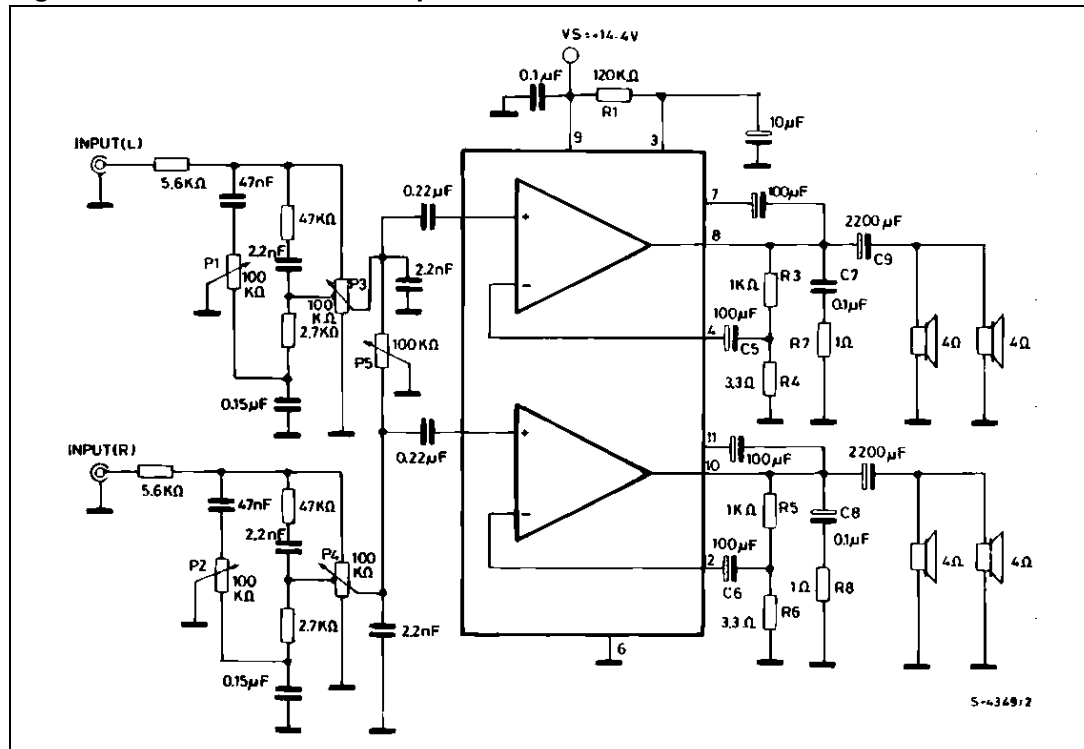 VS=+14.4V
0.1µF
120KΩ
R1
10µF
9
3
INPUT(L)
5.6KΩ
47nF
47KΩ
2.2nF
P1
100
KΩ
P3
100
KΩ
2.7KΩ
0.15µF
0.22µF
2.2nF
100KΩ
P5
0.22µF
+
−
7
100µF
8
2200µF
C9
R3
1KΩ
C7
0.1µF
100µF
4
C5
R7
1Ω
3.3Ω
R4
4Ω
4Ω
INPUT(R)
5.6KΩ
47nF
47KΩ
2.2nF
P2
100
KΩ
P4
100
KΩ
2.7KΩ
0.15µF
2.2nF
+
−
11
100µF
10
2200µF
1KΩ
R5
C8
0.1µF
100µF
2
C6
1Ω
R8
3.3Ω
R6
4Ω
4Ω
6
S-4349/2